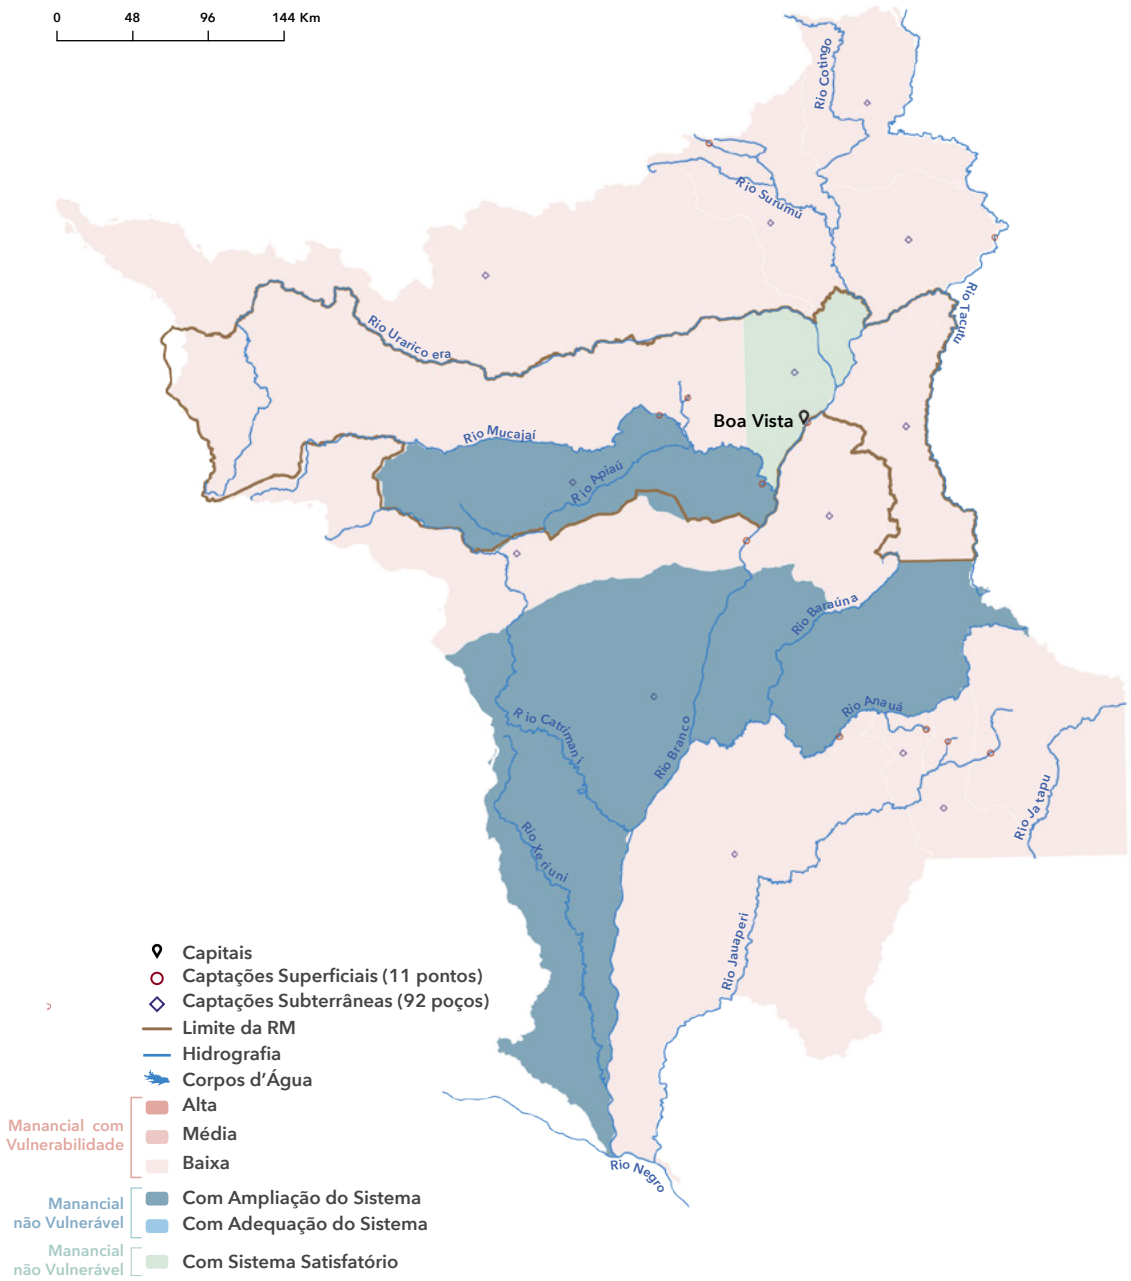 0 48 96 144 Km
Rio Cotingo
Rio Surumú
Rio Tacutu
Rio Urarico era
Boa Vista
Rio Mucajaí
Rio Apiaú
Rio Baraúna
Rio Anauá
Rio Catrimani
Rio Branco
Rio Jatapu
Rio Xeriuni
Rio Jauaperi
Rio Negro
Capitais
Captações Superficiais (11 pontos)
Captações Subterrâneas (92 poços)
Limite da RM
Hidrografia
Corpos d'Água
Manancial com
Vulnerabilidade
Alta
Média
Baixa
Manancial
não Vulnerável
Com Ampliação do Sistema
Com Adequação do Sistema
Manancial
não Vulnerável
Com Sistema Satisfatório